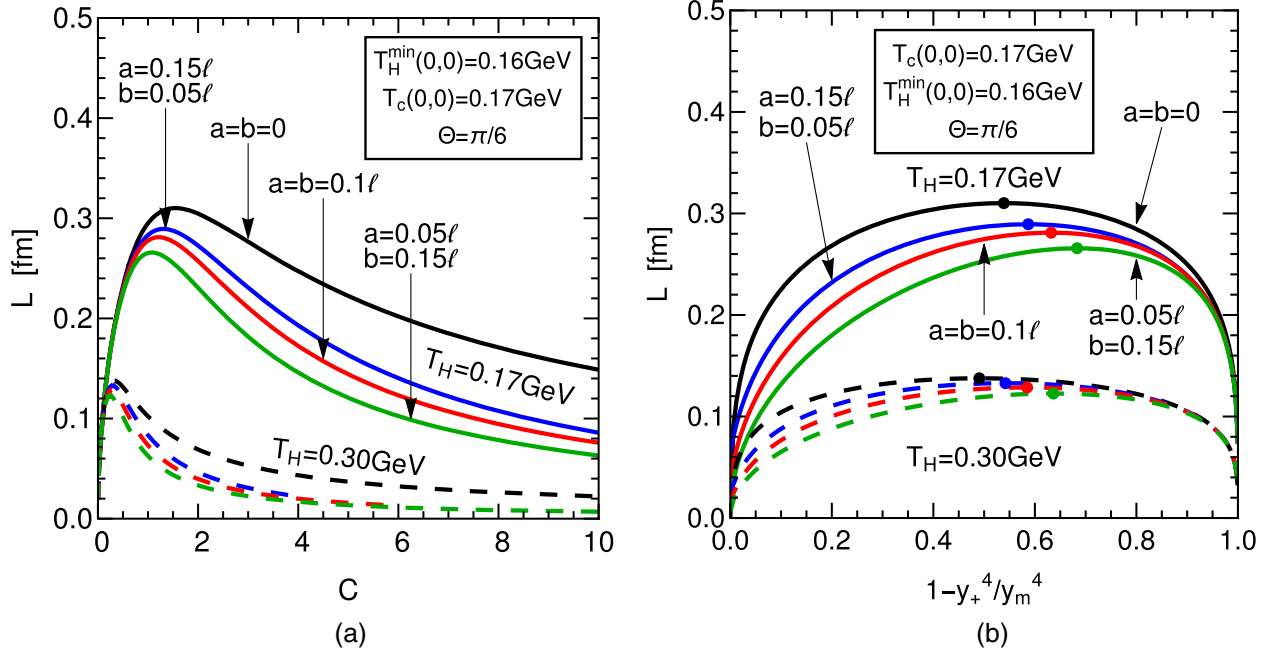 0.5
0.4
0.3
0.2
0.1
0.0
L [fm]
a=0.15ℓ
b=0.05ℓ
a=b=0
a=b=0.1ℓ
a=0.05ℓ
b=0.15ℓ
T_H^min(0,0)=0.16GeV
T_c(0,0)=0.17GeV
Θ=π/6
T_H=0.17GeV
T_H=0.30GeV
0 2 4 6 8 10
C
(a)
0.5
0.4
0.3
0.2
0.1
0.0
L [fm]
T_c(0,0)=0.17GeV
T_H^min(0,0)=0.16GeV
Θ=π/6
a=0.15ℓ
b=0.05ℓ
a=b=0
T_H=0.17GeV
a=b=0.1ℓ
a=0.05ℓ
b=0.15ℓ
T_H=0.30GeV
0.0 0.2 0.4 0.6 0.8 1.0
1−y_+^4/y_m^4
(b)